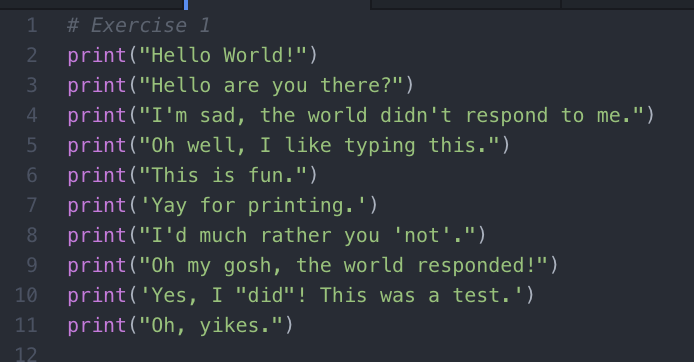 1 # Exercise 1
2 print("Hello World!")
3 print("Hello are you there?")
4 print("I'm sad, the world didn't respond to me.")
5 print("Oh well, I like typing this.")
6 print("This is fun.")
7 print('Yay for printing.')
8 print("I'd much rather you 'not'.")
9 print("Oh my gosh, the world responded!")
10 print('Yes, I "did"! This was a test.')
11 print("Oh, yikes.")
12